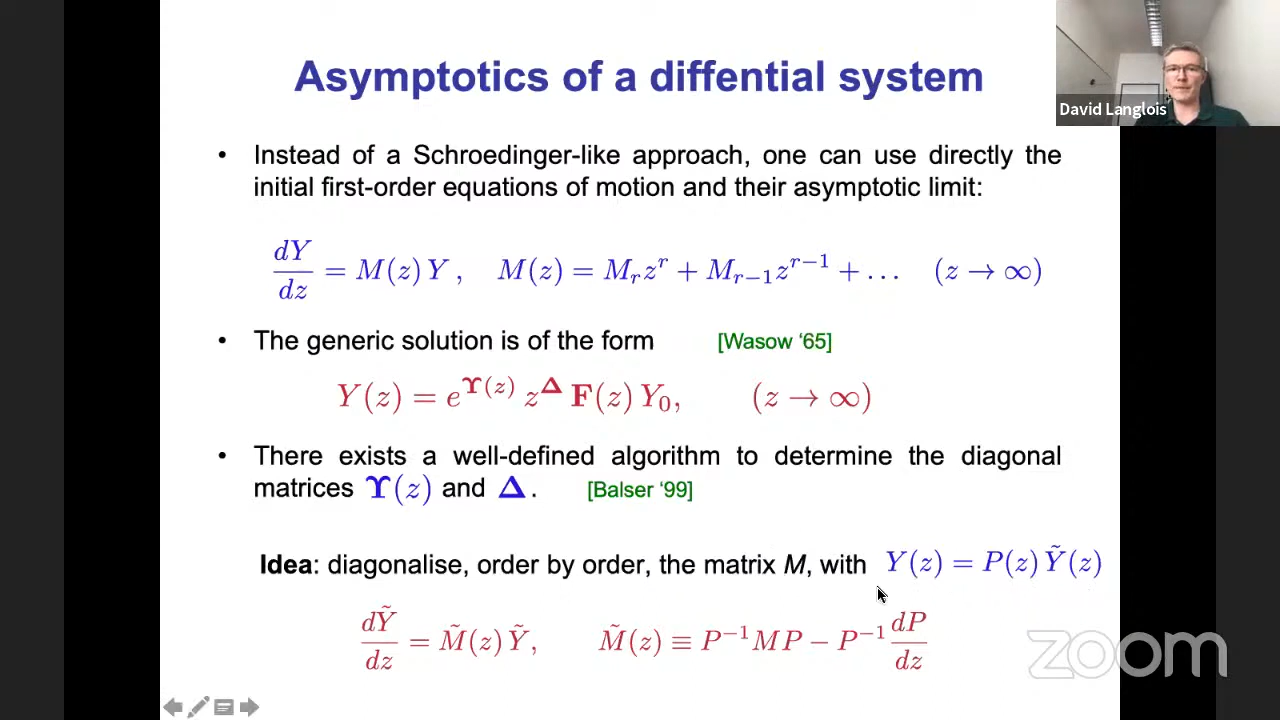 Asymptotics of a diffential system
David Langlois
• Instead of a Schroedinger-like approach, one can use directly the
initial first-order equations of motion and their asymptotic limit:
dY/dz = M(z) Y , M(z) = M_r z^r + M_{r−1} z^{r−1} + … (z → ∞)
• The generic solution is of the form [Wasow ‘65]
Y(z) = e^{ϒ(z)} z^Δ F(z) Y_0, (z → ∞)
• There exists a well-defined algorithm to determine the diagonal
matrices ϒ(z) and Δ . [Balser ‘99]
Idea: diagonalise, order by order, the matrix M, with Y(z) = P(z) Ỹ(z)
dỸ/dz = M̃(z) Ỹ , M̃(z) ≡ P^{−1}MP − P^{−1} dP/dz
zoom